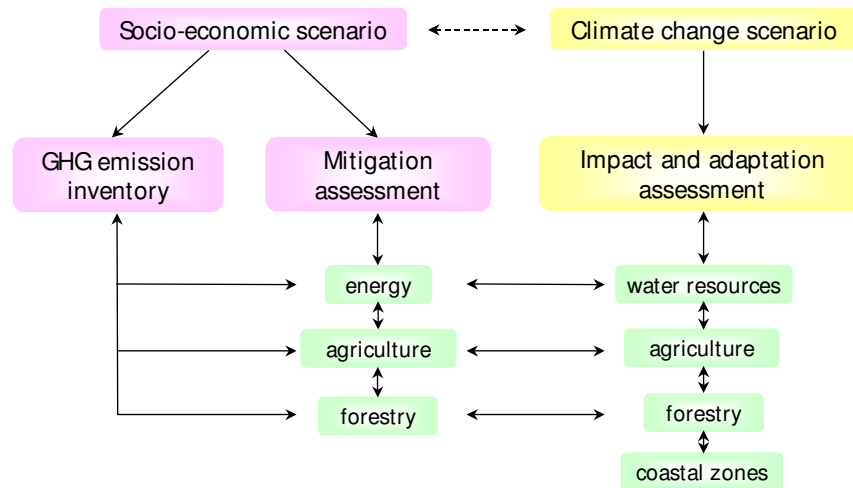 Socio-economic scenario
Climate change scenario
GHG emission
inventory
Mitigation
assessment
Impact and adaptation
assessment
energy
water resources
agriculture
agriculture
forestry
forestry
coastal zones